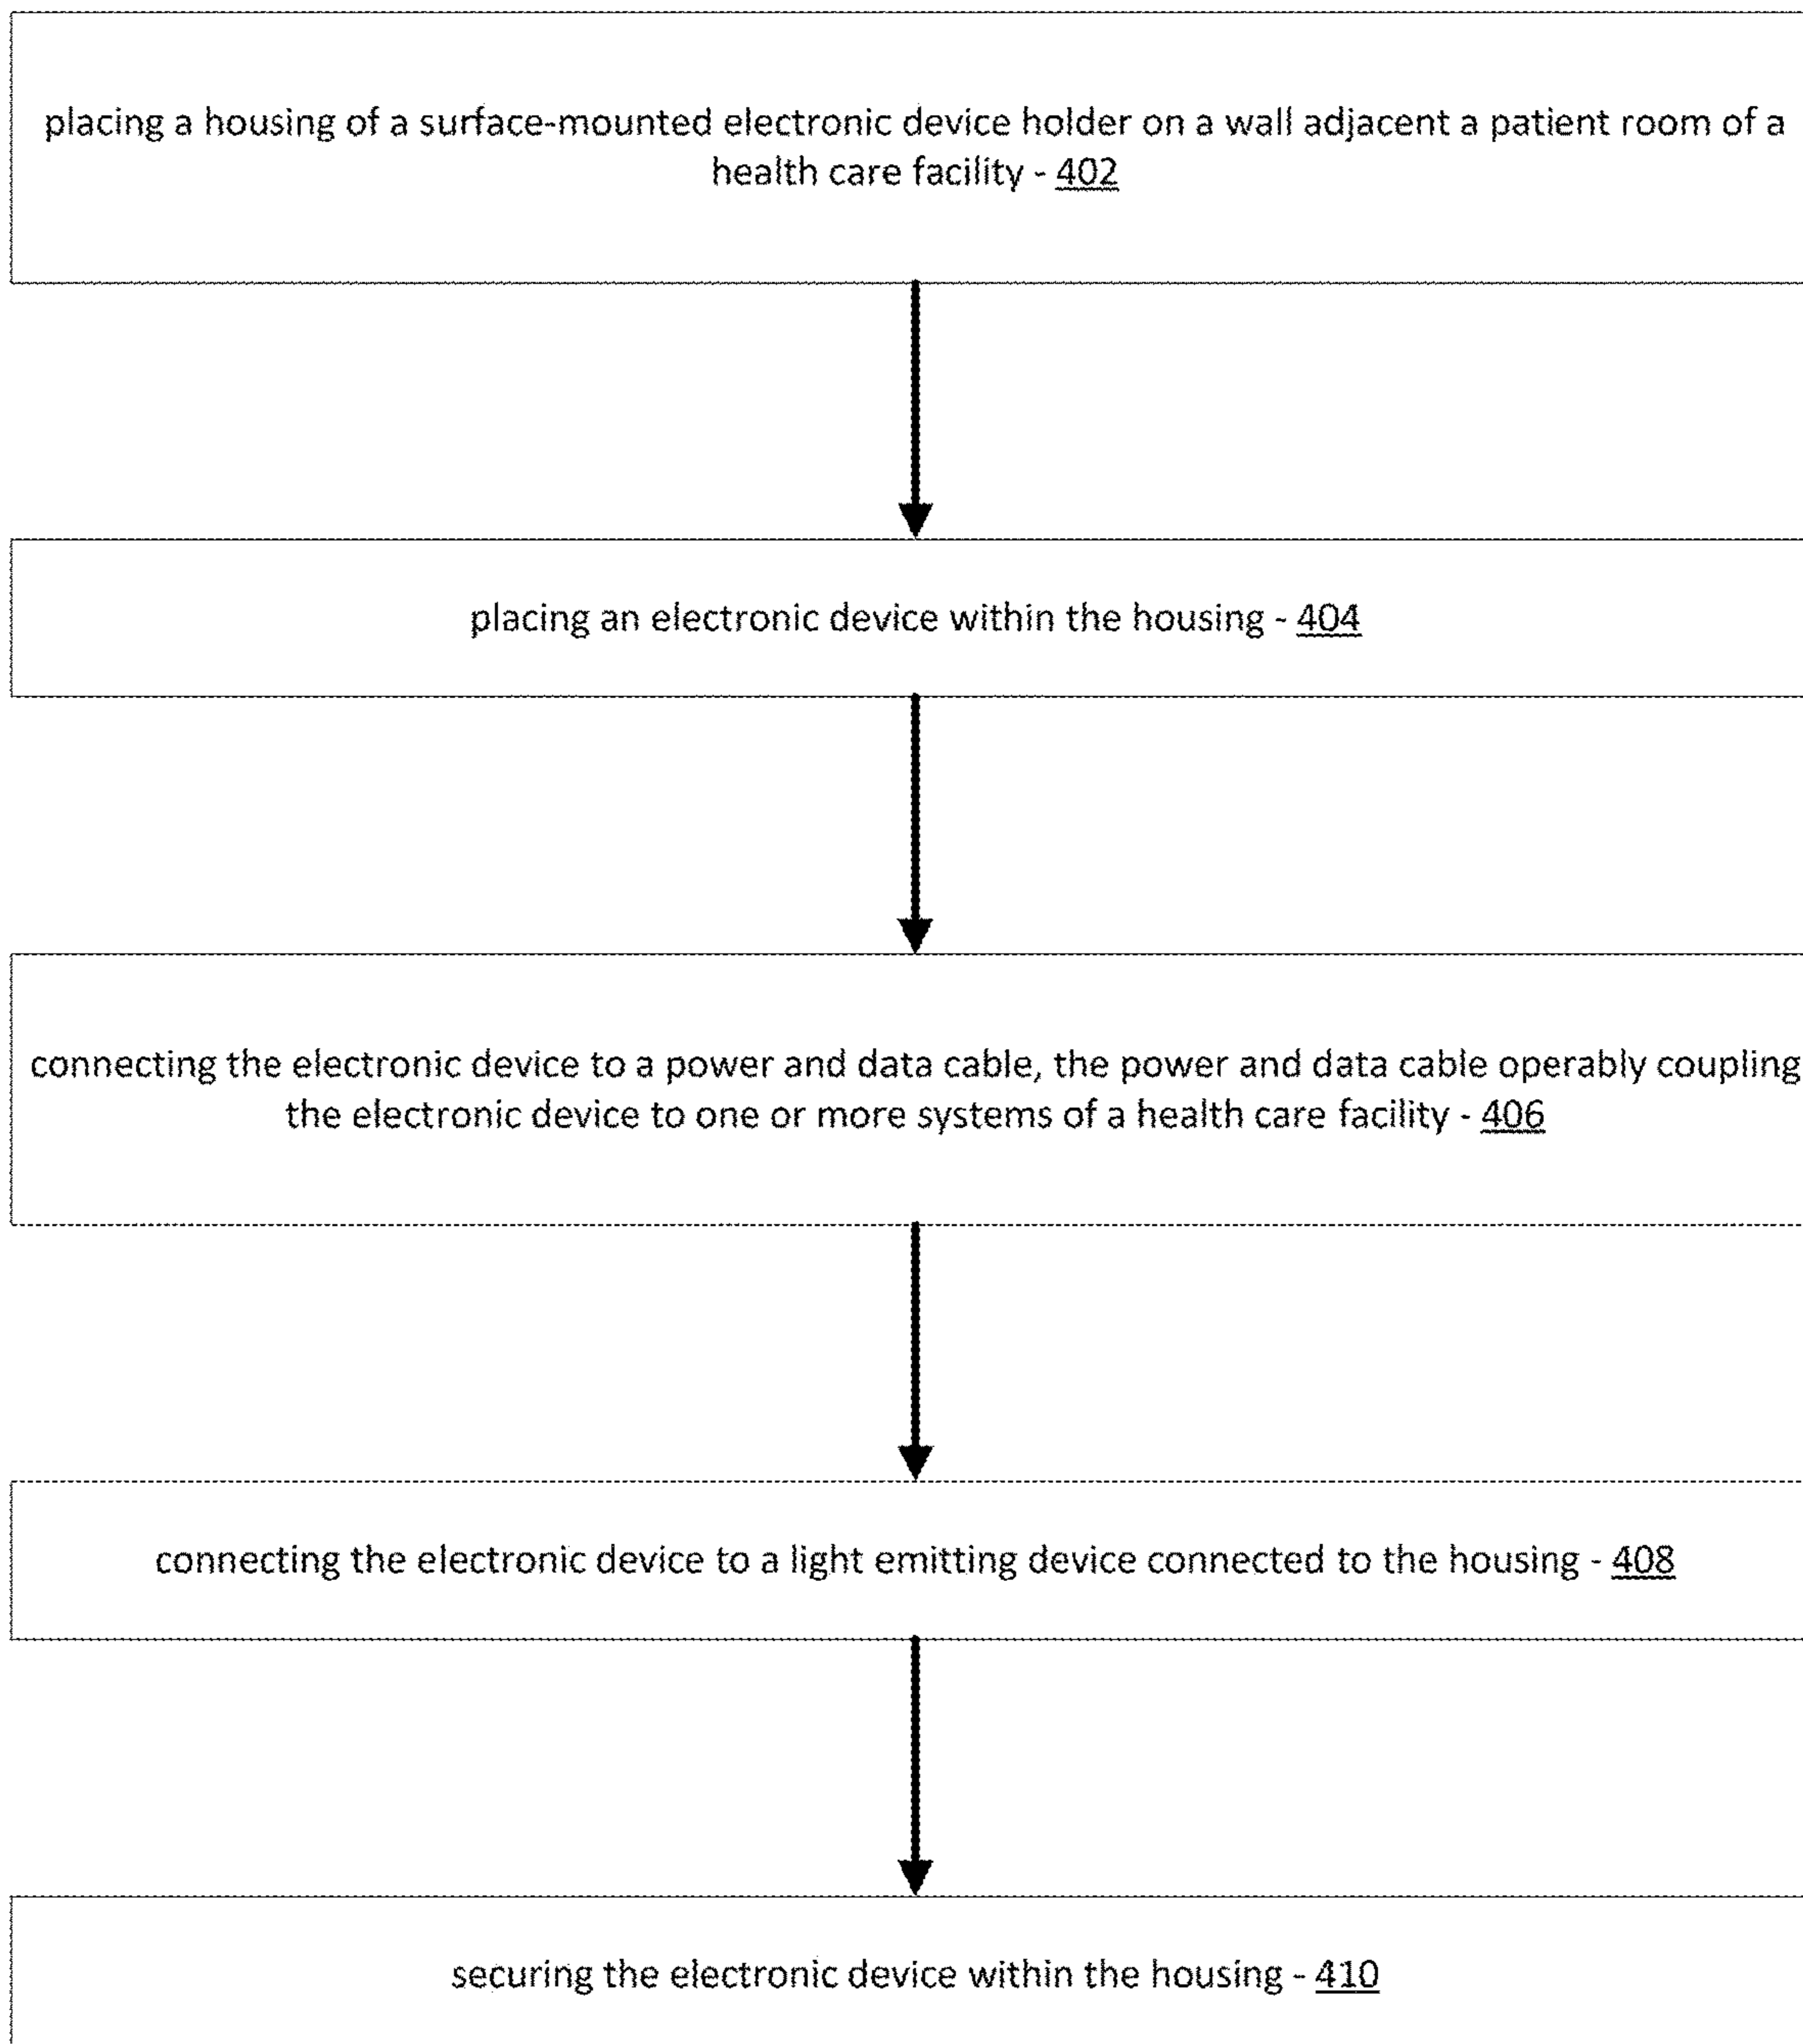 placing a housing of a surface-mounted electronic device holder on a wall adjacent a patient room of a
health care facility - 402
placing an electronic device within the housing - 404
connecting the electronic device to a power and data cable, the power and data cable operably coupling
the electronic device to one or more systems of a health care facility - 406
connecting the electronic device to a light emitting device connected to the housing - 408
securing the electronic device within the housing - 410